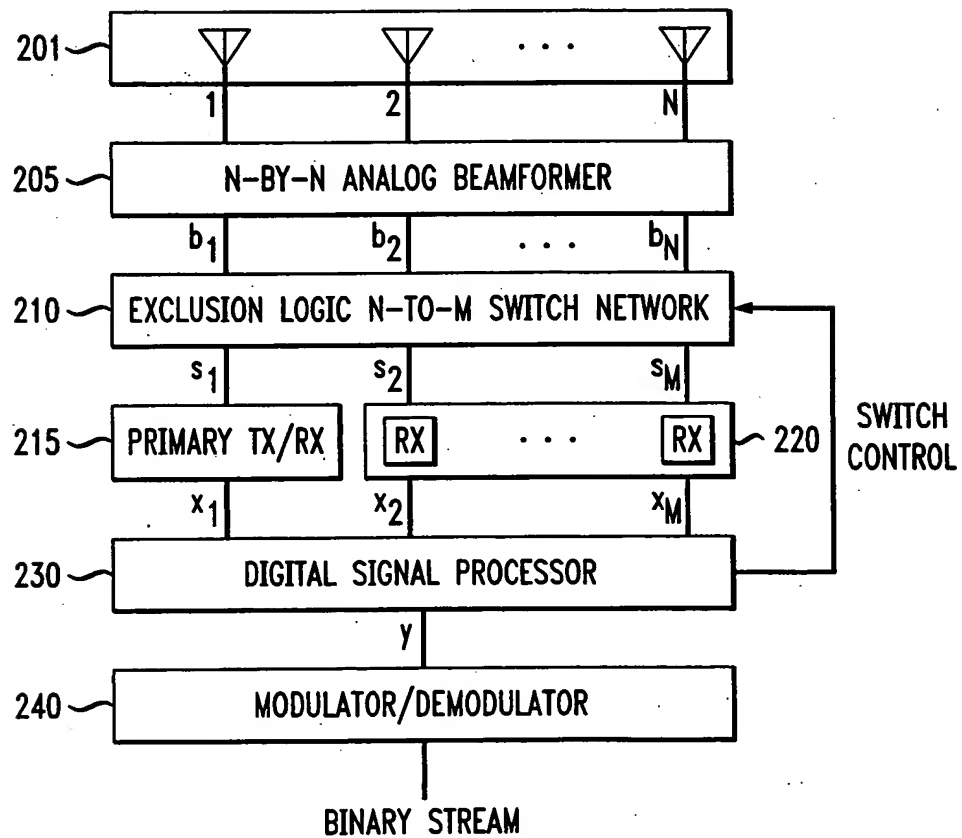 201
1 2 N
205 N-BY-N ANALOG BEAMFORMER
b1 b2 ... bN
210 EXCLUSION LOGIC N-TO-M SWITCH NETWORK
s1 s2 sM
215 PRIMARY TX/RX RX ... RX 220
SWITCH
CONTROL
x1 x2 xM
230 DIGITAL SIGNAL PROCESSOR
y
240 MODULATOR/DEMODULATOR
BINARY STREAM